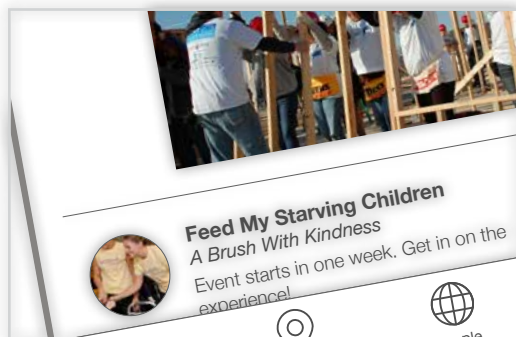 Feed My Starving Children
A Brush With Kindness
Event starts in one week. Get in on the
experience!